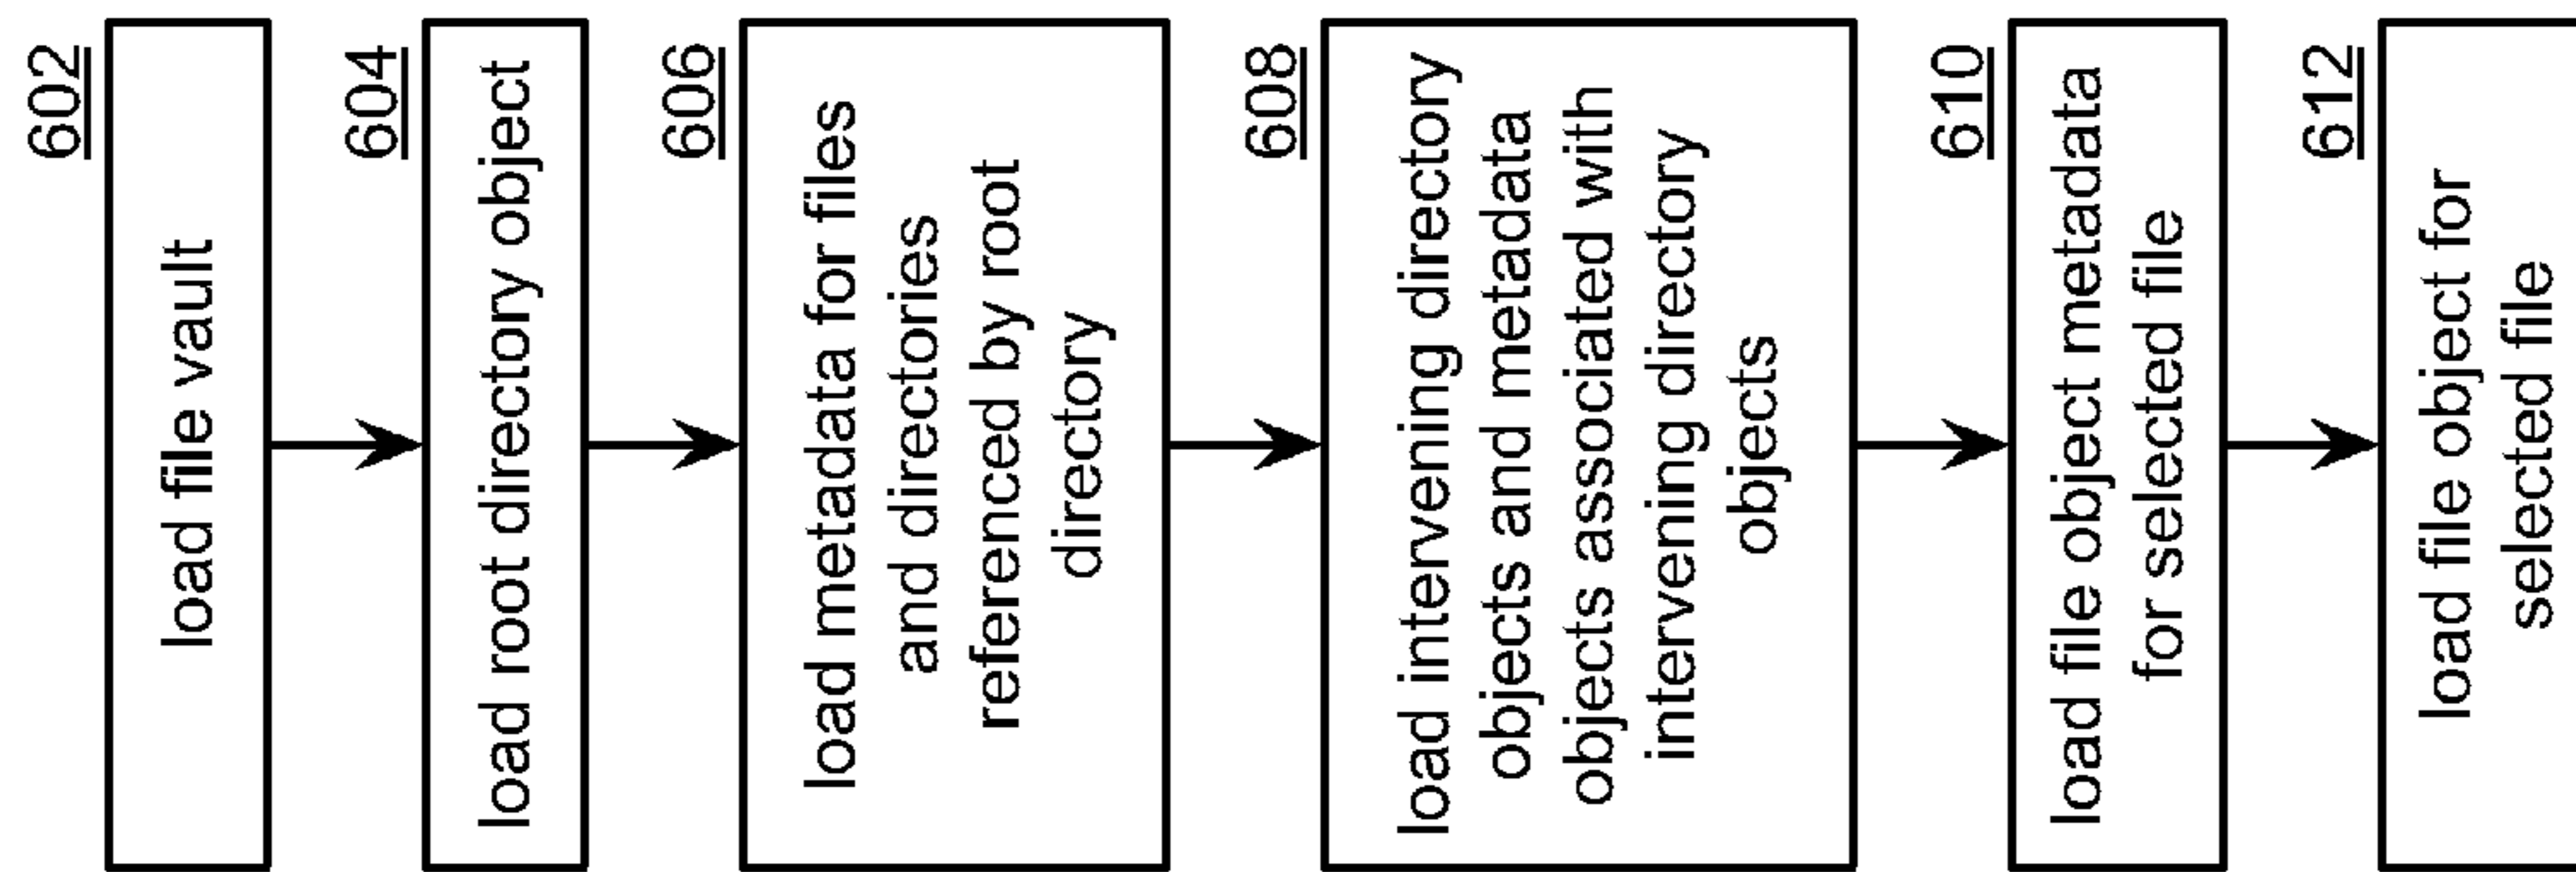 602
load file vault
604
load root directory object
606
load metadata for files
and directories
referenced by root
directory
608
load intervening directory
objects and metadata
objects associated with
intervening directory
objects
610
load file object metadata
for selected file
612
load file object for
selected file